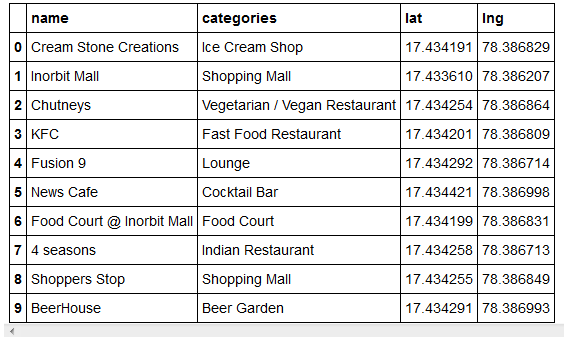 name categories lat lng
0 Cream Stone Creations Ice Cream Shop 17.434191 78.386829
1 Inorbit Mall Shopping Mall 17.433610 78.386207
2 Chutneys Vegetarian / Vegan Restaurant 17.434254 78.386864
3 KFC Fast Food Restaurant 17.434201 78.386809
4 Fusion 9 Lounge 17.434292 78.386714
5 News Cafe Cocktail Bar 17.434421 78.386998
6 Food Court @ Inorbit Mall Food Court 17.434199 78.386831
7 4 seasons Indian Restaurant 17.434258 78.386713
8 Shoppers Stop Shopping Mall 17.434255 78.386849
9 BeerHouse Beer Garden 17.434291 78.386993